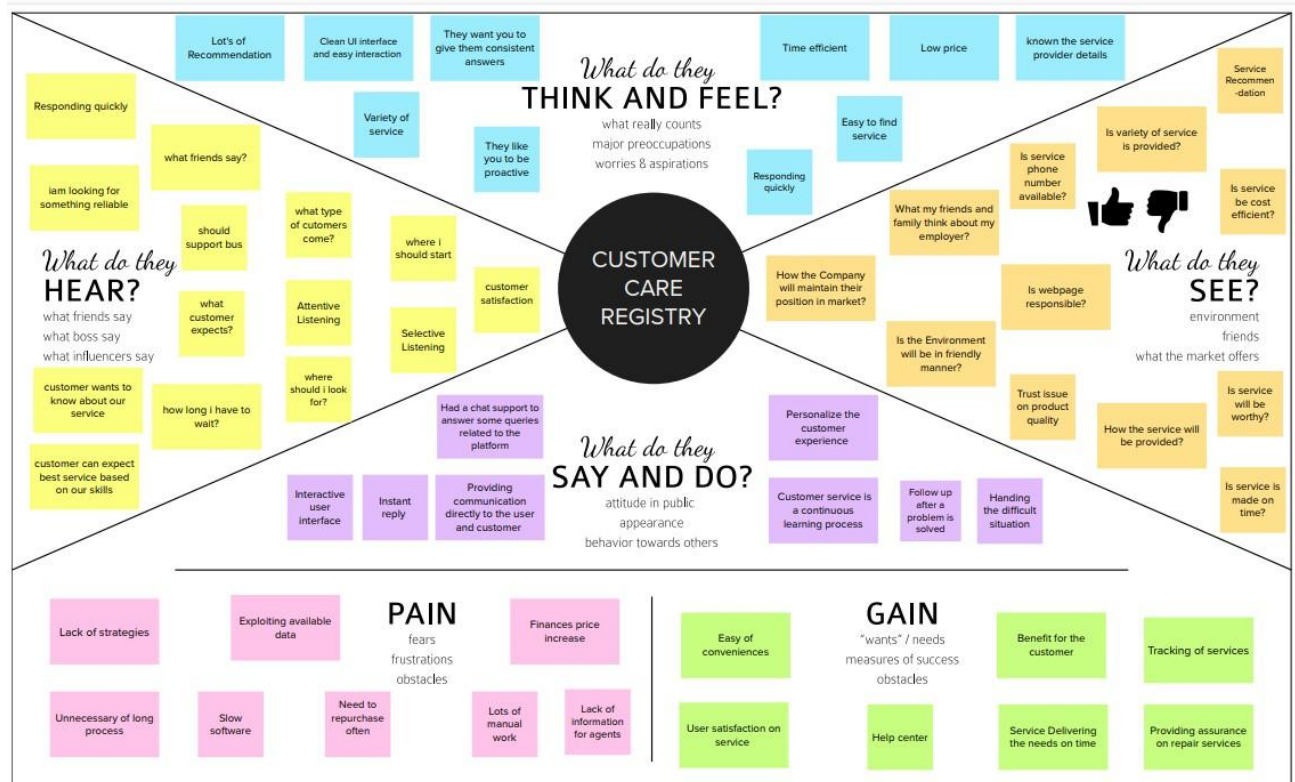 Lot's of
Recommendation
Clean UI interface
and easy interaction
They want you to
give them consistent
answers
Variety of
service
They like
you to be
proactive
What do they
THINK AND FEEL?
what really counts
major preoccupations
worries & aspirations
Time efficient
Low price
known the service
provider details
Easy to find
service
Responding
quickly
Responding quickly
what friends say?
iam looking for
something reliable
should
support bus
what type
of cutomers
come?
where i
should start
customer
satisfaction
What do they
HEAR?
what friends say
what boss say
what influencers say
what
customer
expects?
Attentive
Listening
Selective
Listening
where
should i look
for?
customer wants to
know about our
service
how long i have to
wait?
customer can expect
best service based
on our skills
CUSTOMER
CARE
REGISTRY
Service
Recommen
-dation
Is variety of service
is provided?
Is service
phone
number
available?
Is service
be cost
efficient?
What my friends and
family think about my
employer?
How the Company
will maintain their
position in market?
Is webpage
responsible?
What do they
SEE?
environment
friends
what the market offers
Is the Environment
will be in friendly
manner?
Trust issue
on product
quality
How the service will
be provided?
Is service
will be
worthy?
Is service is
made on
time?
Had a chat support to
answer some queries
related to the
platform
Interactive
user
interface
Instant
reply
Providing
communication
directly to the user
and customer
What do they
SAY AND DO?
attitude in public
appearance
behavior towards others
Personalize the
customer
experience
Customer service is
a continuous
learning process
Follow up
after a
problem is
solved
Handing
the difficult
situation
PAIN
fears
frustrations
obstacles
Lack of strategies
Exploiting available
data
Finances price
increase
Unnecessary of long
process
Slow
software
Need to
repurchase
often
Lots of
manual
work
Lack of
information
for agents
GAIN
"wants" / needs
measures of success
obstacles
Easy of
conveniences
Benefit for the
customer
Tracking of services
User satisfaction on
service
Help center
Service Delivering
the needs on time
Providing assurance
on repair services